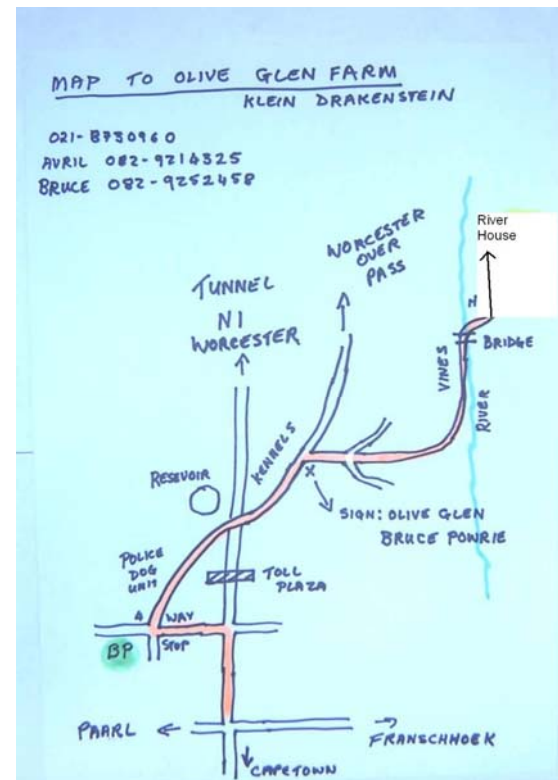 MAP TO OLIVE GLEN FARM
KLEIN DRAKENSTEIN
021-8730960
AVRIL 082-9214325
BRUCE 082-9252458
River
House
WORCESTER
OVER
PASS
TUNNEL
N1
WORCESTER
N
BRIDGE
VINES
RIVER
KENNELS
RESEVOIR
X
SIGN: OLIVE GLEN
BRUCE POWRIE
POLICE
DOG
UNIT
TOLL
PLAZA
4 WAY
STOP
BP
PAARL
FRANSCHHOEK
CAPETOWN